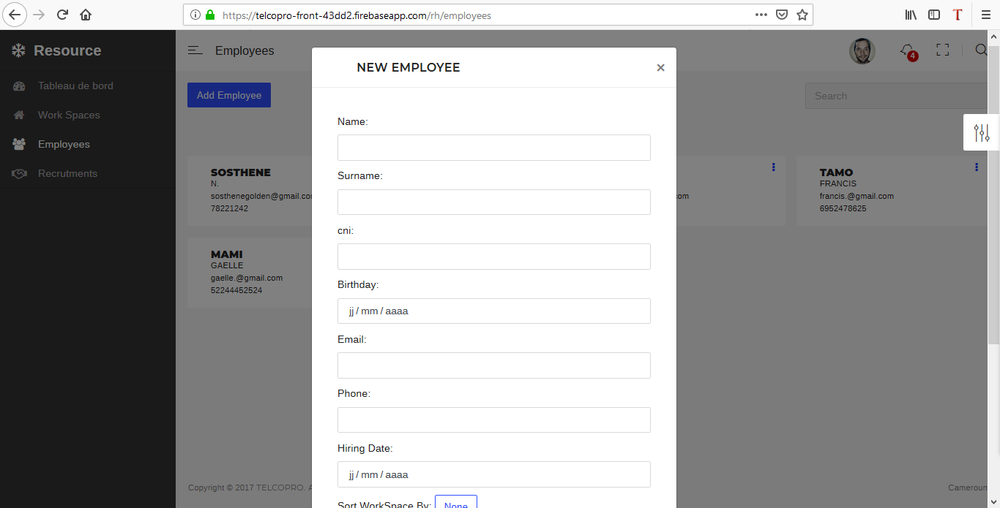 https://telcopro-front-43dd2.firebaseapp.com/rh/employees
T
Resource
Employees
4
Tableau de bord
Work Spaces
Employees
Recrutments
Add Employee
Search
NEW EMPLOYEE
×
Name:
Surname:
cni:
Birthday:
jj / mm / aaaa
Email:
Phone:
Hiring Date:
jj / mm / aaaa
Sort WorkSpace By: None
SOSTHENE
N.
sosthenegolden@gmail.co
78221242
com
TAMO
FRANCIS
francis.@gmail.com
6952478625
MAMI
GAELLE
gaelle.@gmail.com
52244452524
Copyright © 2017 TELCOPRO. A
Cameroun